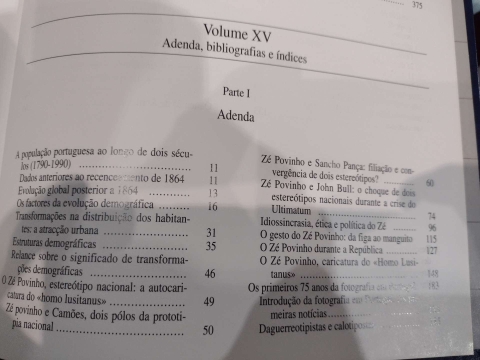 375
Volume XV
Adenda, bibliografias e índices
Parte I
Adenda
A população portuguesa ao longo de dois sécu-
los (1790-1990) ........................ 11
Dados anteriores ao recenceamento de 1864 11
Evolução global posterior a 1864 ............ 13
Os factores da evolução demográfica ........... 16
Transformações na distribuição dos habitan-
tes: a atracção urbana ........................ 31
Estruturas demográficas ........................ 35
Relance sobre o significado de transforma-
ções demográficas ........................ 46
O Zé Povinho, estereótipo nacional: a autocari-
catura do «homo lusitanus» .................. 49
Zé povinho e Camões, dois pólos da prototi-
pia nacional ........................ 50
Zé Povinho e Sancho Pança: filiação e con-
vergência de dois estereótipos? ............ 60
Zé Povinho e John Bull: o choque de dois
estereótipos nacionais durante a crise do
Ultimatum ........................ 74
Idiossincrasia, ética e política do Zé ......... 96
O gesto do Zé Povinho: da figa ao manguito 115
O Zé Povinho durante a República ............ 127
O Zé Povinho, caricatura do «Homo Lusi-
tanus» ........................ 148
Os primeiros 75 anos da fotografia em 183
Introdução da fotografia em
meiras notícias ........................
Daguerreotipistas e